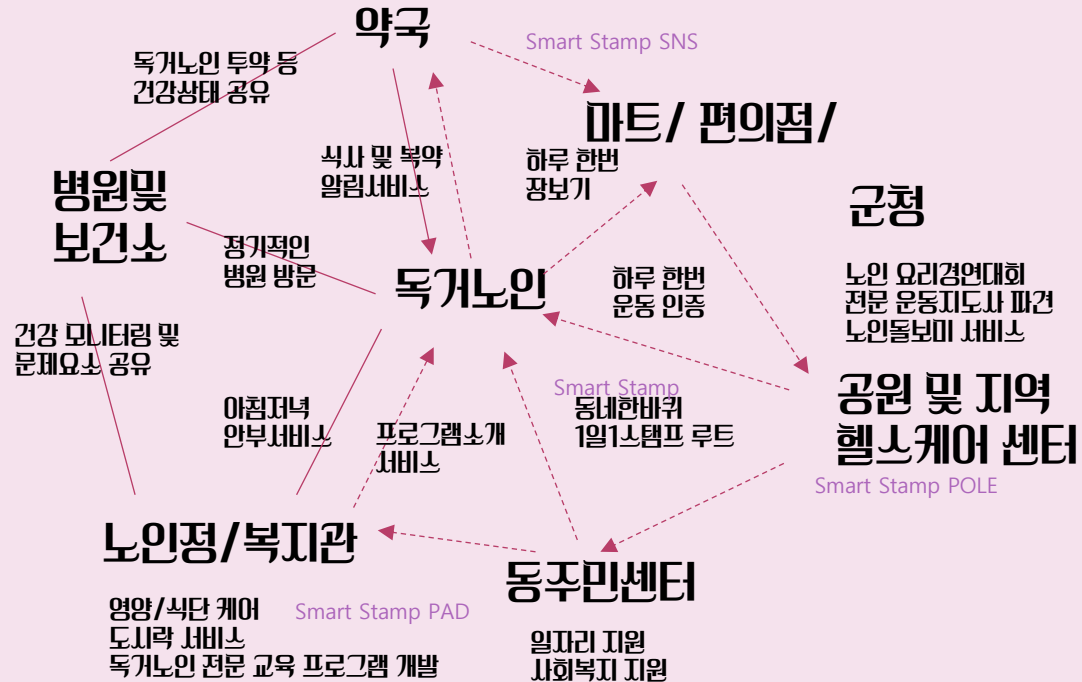 약국
Smart Stamp SNS
독거노인 투약 등
건강상태 공유
마트/ 편의점/
식사 및 복약
알림서비스
하루 한번
장보기
병원및
보건소
군청
정기적인
병원 방문
독거노인
하루 한번
운동 인증
노인 요리경연대회
전문 운동지도사 파견
노인돌보미 서비스
건강 모니터링 및
문제요소 공유
Smart Stamp
동네한바퀴
1일1스탬프 루트
공원 및 지역
헬스케어 센터
Smart Stamp POLE
아침저녁
안부서비스
프로그램소개
서비스
노인정/복지관
동주민센터
영양/식단 케어
도시락 서비스
독거노인 전문 교육 프로그램 개발
Smart Stamp PAD
일자리 지원
사회복지 지원